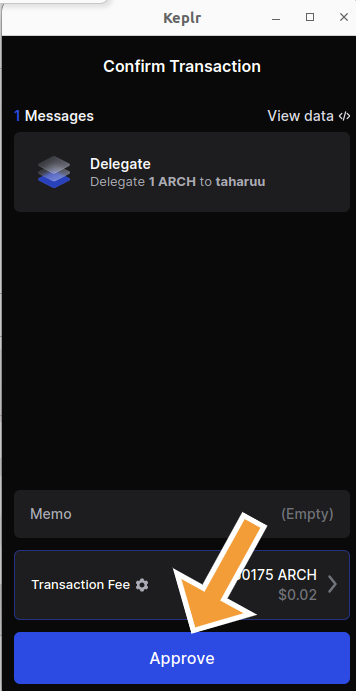 Keplr
Confirm Transaction
1 Messages
View data </>
Delegate
Delegate 1 ARCH to taharuu
Memo
(Empty)
Transaction Fee
0175 ARCH
$0.02
Approve